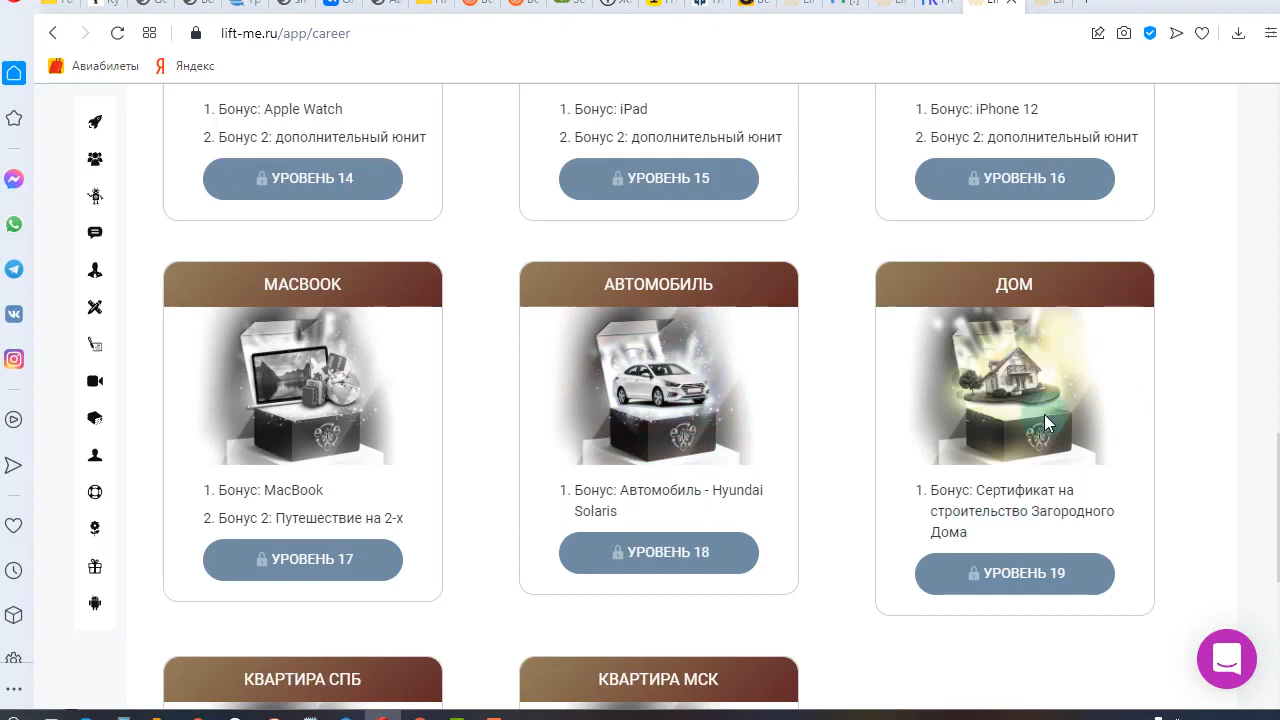 lift-me.ru/app/career
Авиабилеты
Яндекс
1. Бонус: Apple Watch
2. Бонус 2: дополнительный юнит
УРОВЕНЬ 14
1. Бонус: iPad
2. Бонус 2: дополнительный юнит
УРОВЕНЬ 15
1. Бонус: iPhone 12
2. Бонус 2: дополнительный юнит
УРОВЕНЬ 16
MACBOOK
1. Бонус: MacBook
2. Бонус 2: Путешествие на 2-х
УРОВЕНЬ 17
АВТОМОБИЛЬ
1. Бонус: Автомобиль - Hyundai
Solaris
УРОВЕНЬ 18
ДОМ
1. Бонус: Сертификат на
строительство Загородного
Дома
УРОВЕНЬ 19
КВАРТИРА СПБ
КВАРТИРА МСК